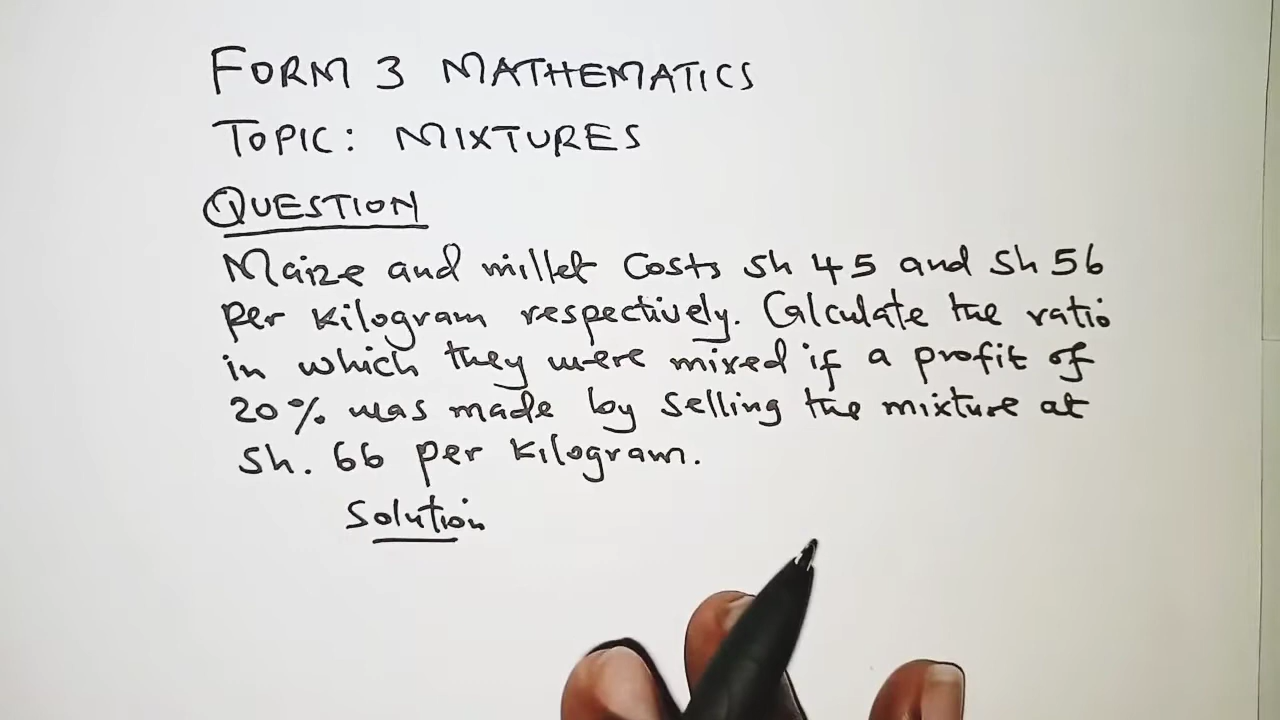 FORM 3 MATHEMATICS
TOPIC: MIXTURES
QUESTION
Maize and millet Costs Sh 45 and Sh 56
per kilogram respectively. Calculate the ratio
in which they were mixed if a profit of
20% was made by selling the mixture at
Sh. 66 per kilogram.
Solution